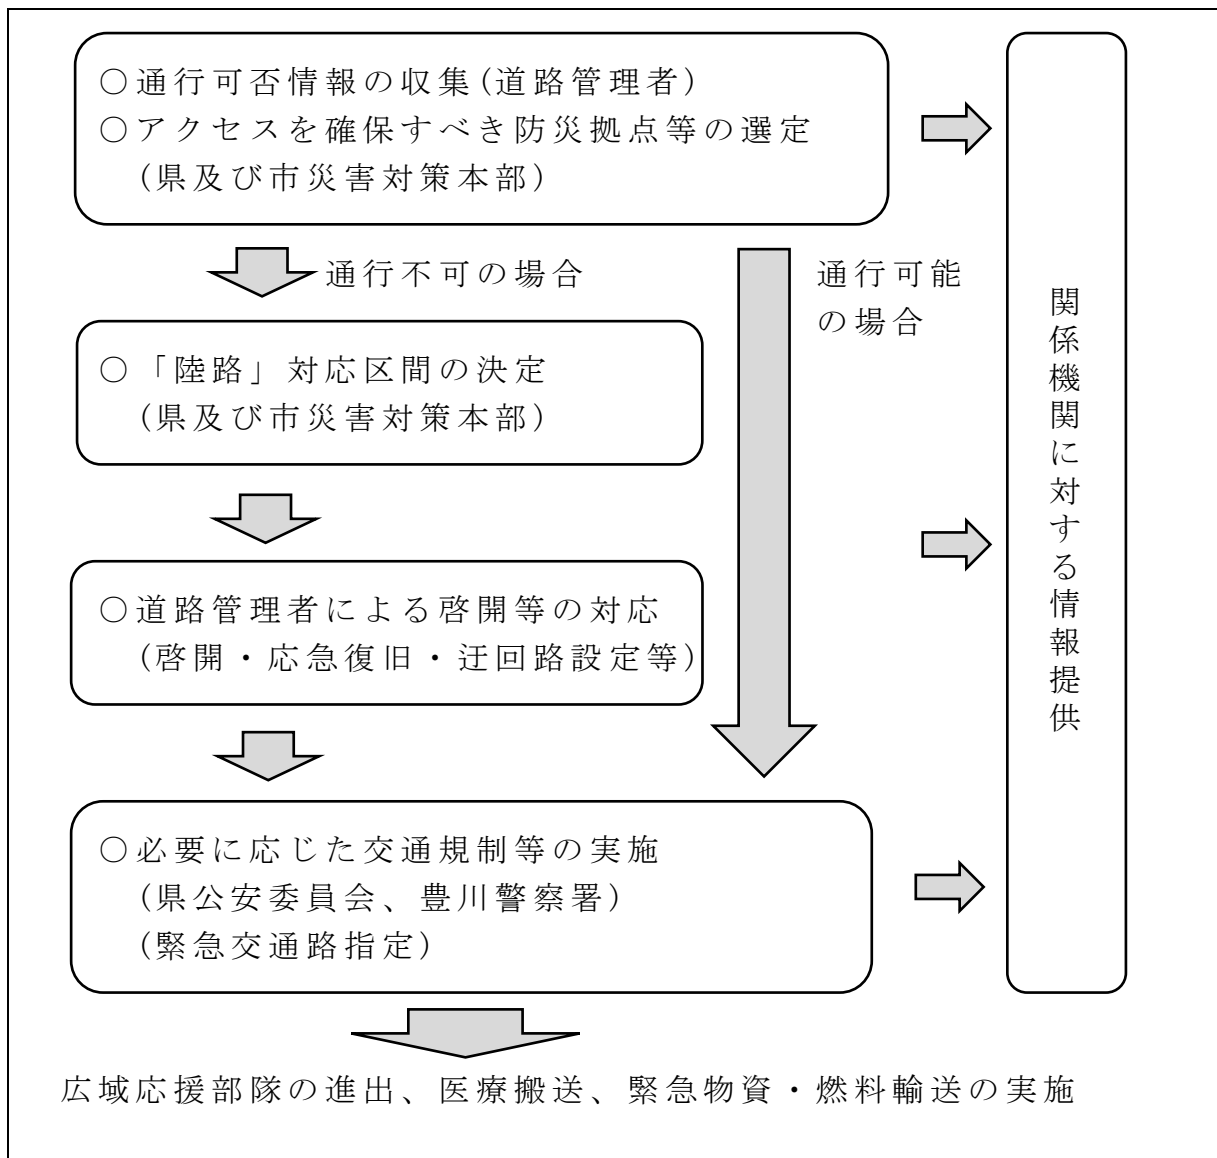 ○通行可否情報の収集(道路管理者)
○アクセスを確保すべき防災拠点等の選定
(県及び市災害対策本部)
通行不可の場合
通行可能
の場合
○「陸路」対応区間の決定
(県及び市災害対策本部)
○道路管理者による啓開等の対応
(啓開・応急復旧・迂回路設定等)
○必要に応じた交通規制等の実施
(県公安委員会、豊川警察署)
(緊急交通路指定)
関係機関に対する情報提供
広域応援部隊の進出、医療搬送、緊急物資・燃料輸送の実施